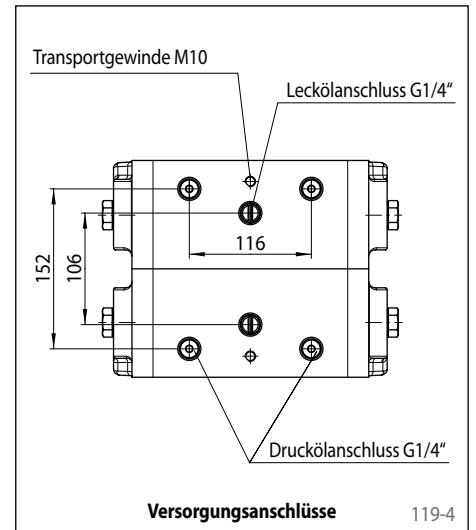 Transportgewinde M10
Leckölanschluss G1/4“
116
152
106
Druckölanschluss G1/4“
Versorgungsanschlüsse
119-4